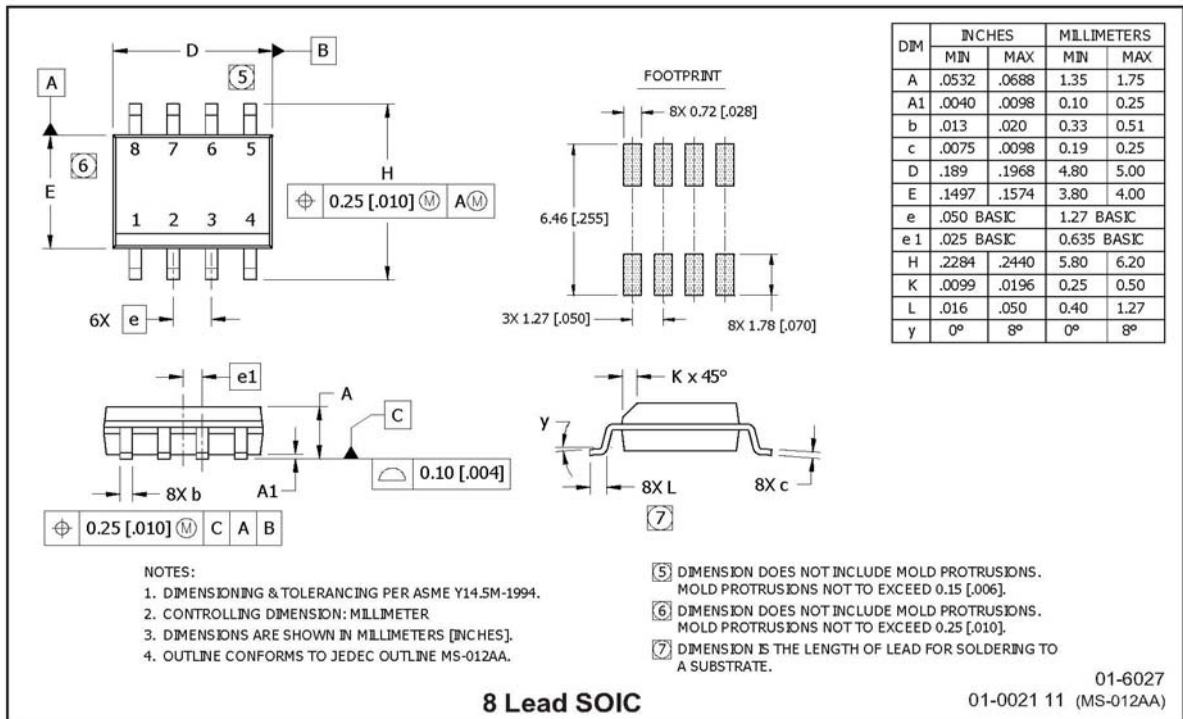 D
B
5
A
8 7 6 5
6
E
H
⌖ 0.25 [.010] Ⓜ AⓂ
1 2 3 4
6X e
FOOTPRINT
8X 0.72 [.028]
6.46 [.255]
3X 1.27 [.050]
8X 1.78 [.070]
DIM INCHES MILLIMETERS
MIN MAX MIN MAX
A .0532 .0688 1.35 1.75
A1 .0040 .0098 0.10 0.25
b .013 .020 0.33 0.51
c .0075 .0098 0.19 0.25
D .189 .1968 4.80 5.00
E .1497 .1574 3.80 4.00
e .050 BASIC 1.27 BASIC
e 1 .025 BASIC 0.635 BASIC
H .2284 .2440 5.80 6.20
K .0099 .0196 0.25 0.50
L .016 .050 0.40 1.27
y 0° 8° 0° 8°
e1
A
C
0.10 [.004]
8X b
A1
⌖ 0.25 [.010] Ⓜ C A B
K x 45°
y
8X L
8X c
7
NOTES:
1. DIMENSIONING & TOLERANCING PER ASME Y14.5M-1994.
2. CONTROLLING DIMENSION: MILLIMETER
3. DIMENSIONS ARE SHOWN IN MILLIMETERS [INCHES].
4. OUTLINE CONFORMS TO JEDEC OUTLINE MS-012AA.
5 DIMENSION DOES NOT INCLUDE MOLD PROTRUSIONS.
MOLD PROTRUSIONS NOT TO EXCEED 0.15 [.006].
6 DIMENSION DOES NOT INCLUDE MOLD PROTRUSIONS.
MOLD PROTRUSIONS NOT TO EXCEED 0.25 [.010].
7 DIMENSION IS THE LENGTH OF LEAD FOR SOLDERING TO
A SUBSTRATE.
8 Lead SOIC
01-6027
01-0021 11 (MS-012AA)